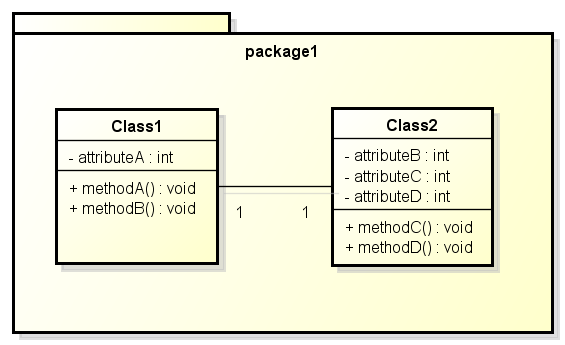 package1
Class1
- attributeA : int
+ methodA() : void
+ methodB() : void
1
1
Class2
- attributeB : int
- attributeC : int
- attributeD : int
+ methodC() : void
+ methodD() : void